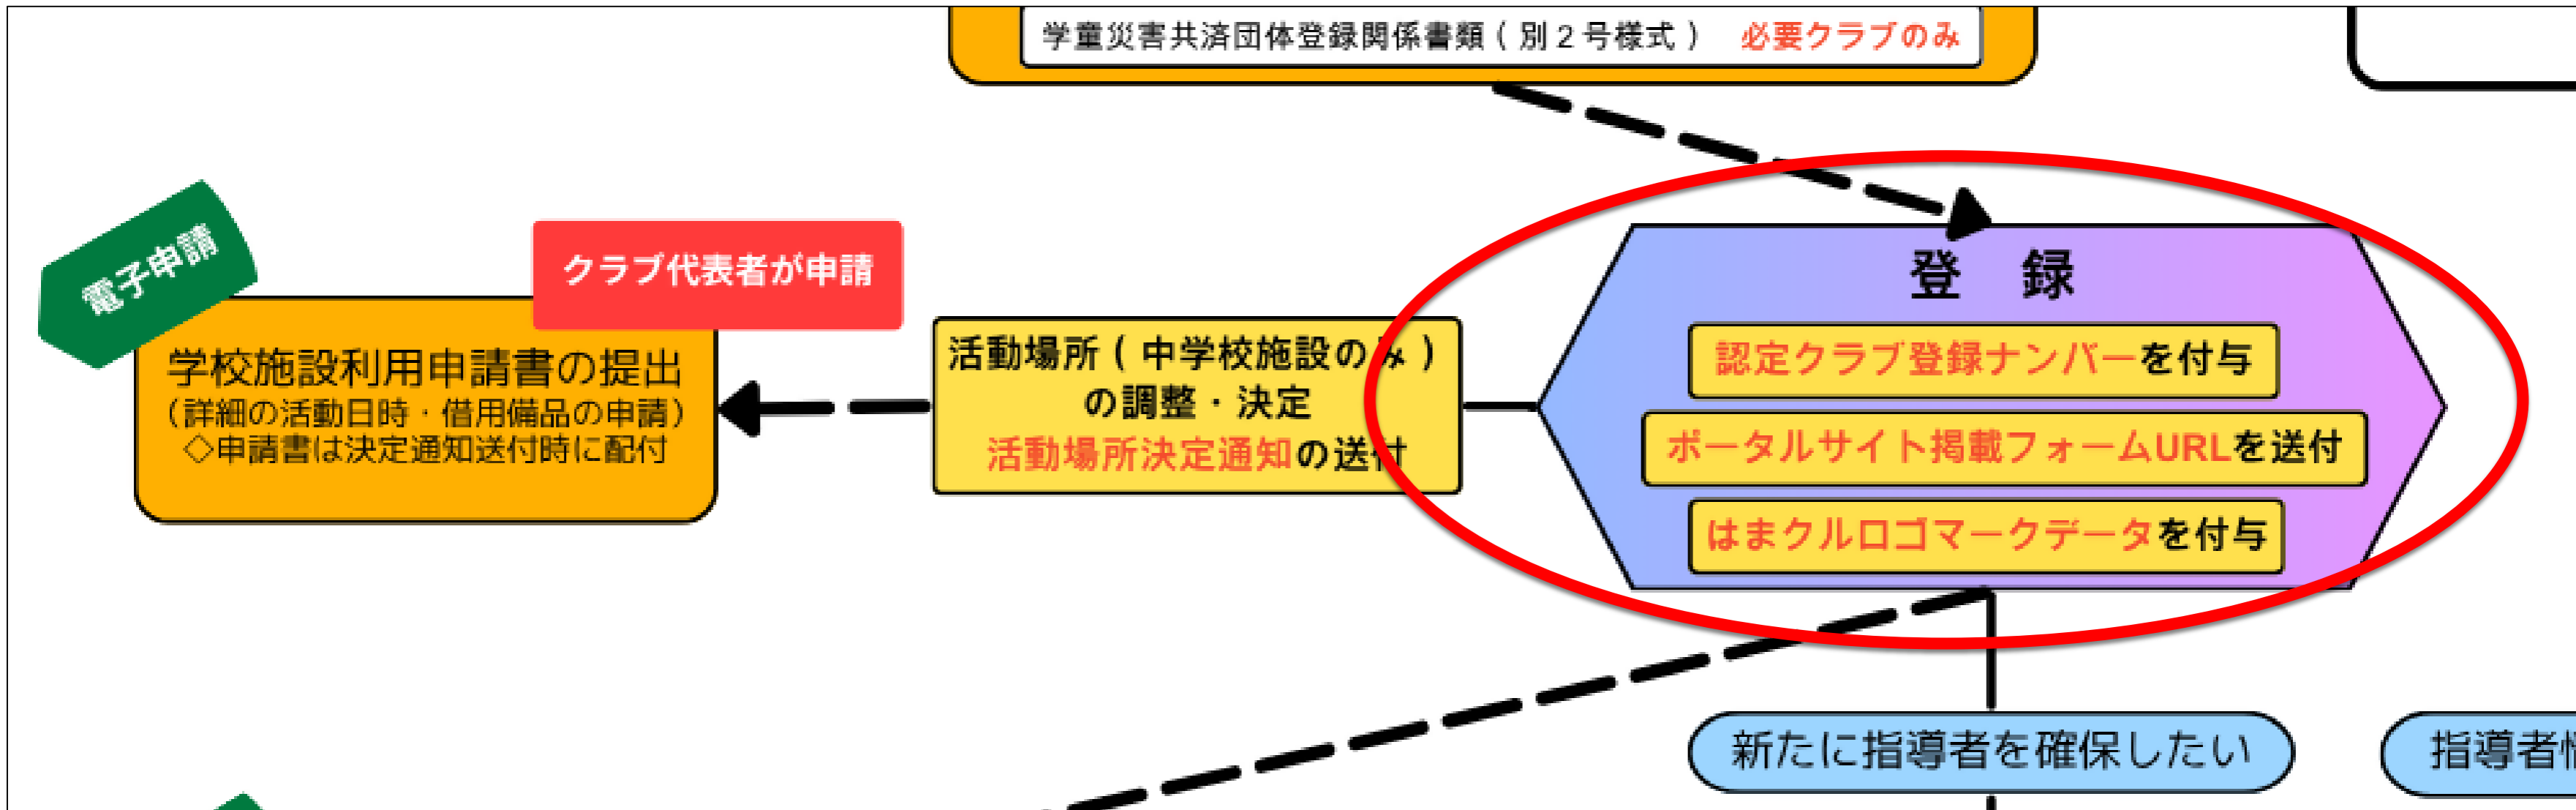 学童災害共済団体登録関係書類(別2号様式) 必要クラブのみ
電子申請
クラブ代表者が申請
学校施設利用申請書の提出
(詳細の活動日時・借用備品の申請)
◇申請書は決定通知送付時に配付
活動場所(中学校施設のみ)
の調整・決定
活動場所決定通知の送付
登 録
認定クラブ登録ナンバーを付与
ポータルサイト掲載フォームURLを送付
はまクルロゴマークデータを付与
新たに指導者を確保したい
指導者